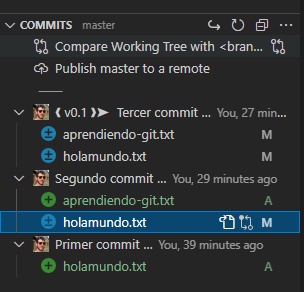 COMMITS master
Compare Working Tree with <bran...
Publish master to a remote
v0.1 Tercer commit ... You, 27 min...
aprendiendo-git.txt M
holamundo.txt M
Segundo commit ... You, 29 minutes ago
aprendiendo-git.txt A
holamundo.txt M
Primer commit ... You, 39 minutes ago
holamundo.txt A